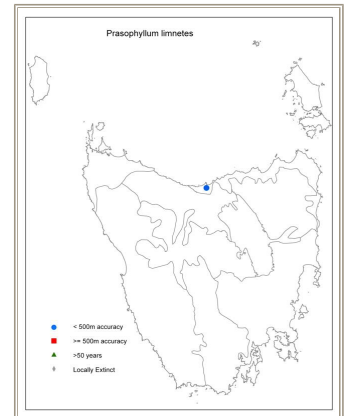 Prasophyllum limnetes
< 500m accuracy
>= 500m accuracy
>50 years
Locally Extinct